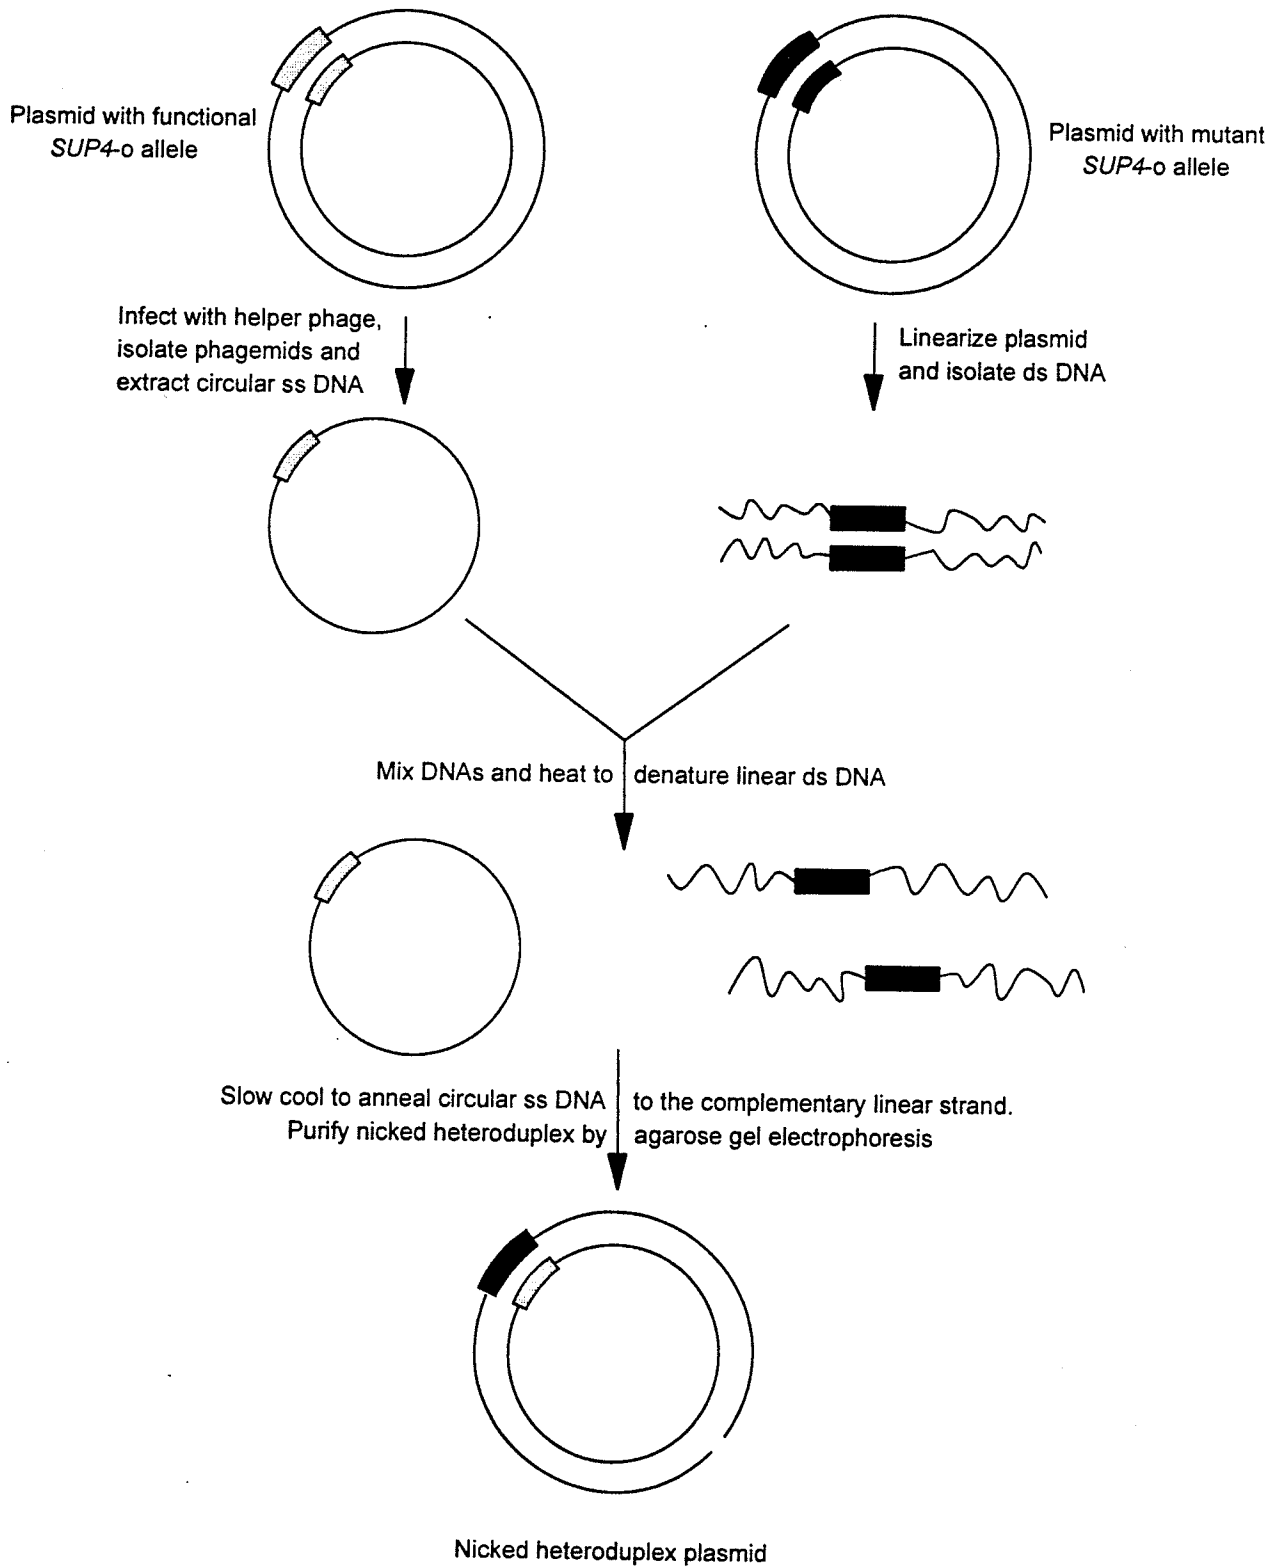 Plasmid with functional
SUP4-o allele
Plasmid with mutant
SUP4-o allele
Infect with helper phage,
isolate phagemids and
extract circular ss DNA
Linearize plasmid
and isolate ds DNA
Mix DNAs and heat to denature linear ds DNA
Slow cool to anneal circular ss DNA to the complementary linear strand.
Purify nicked heteroduplex by agarose gel electrophoresis
Nicked heteroduplex plasmid